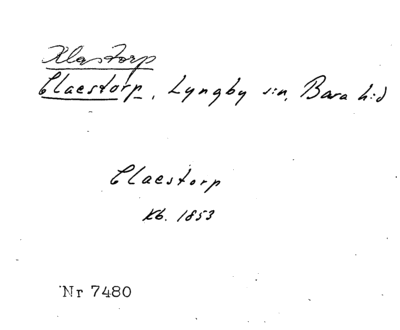 Klastorp
Claestorp, Lyngby s:n, Bara h:d
Claestorp
Kb. 1853
Nr 7480